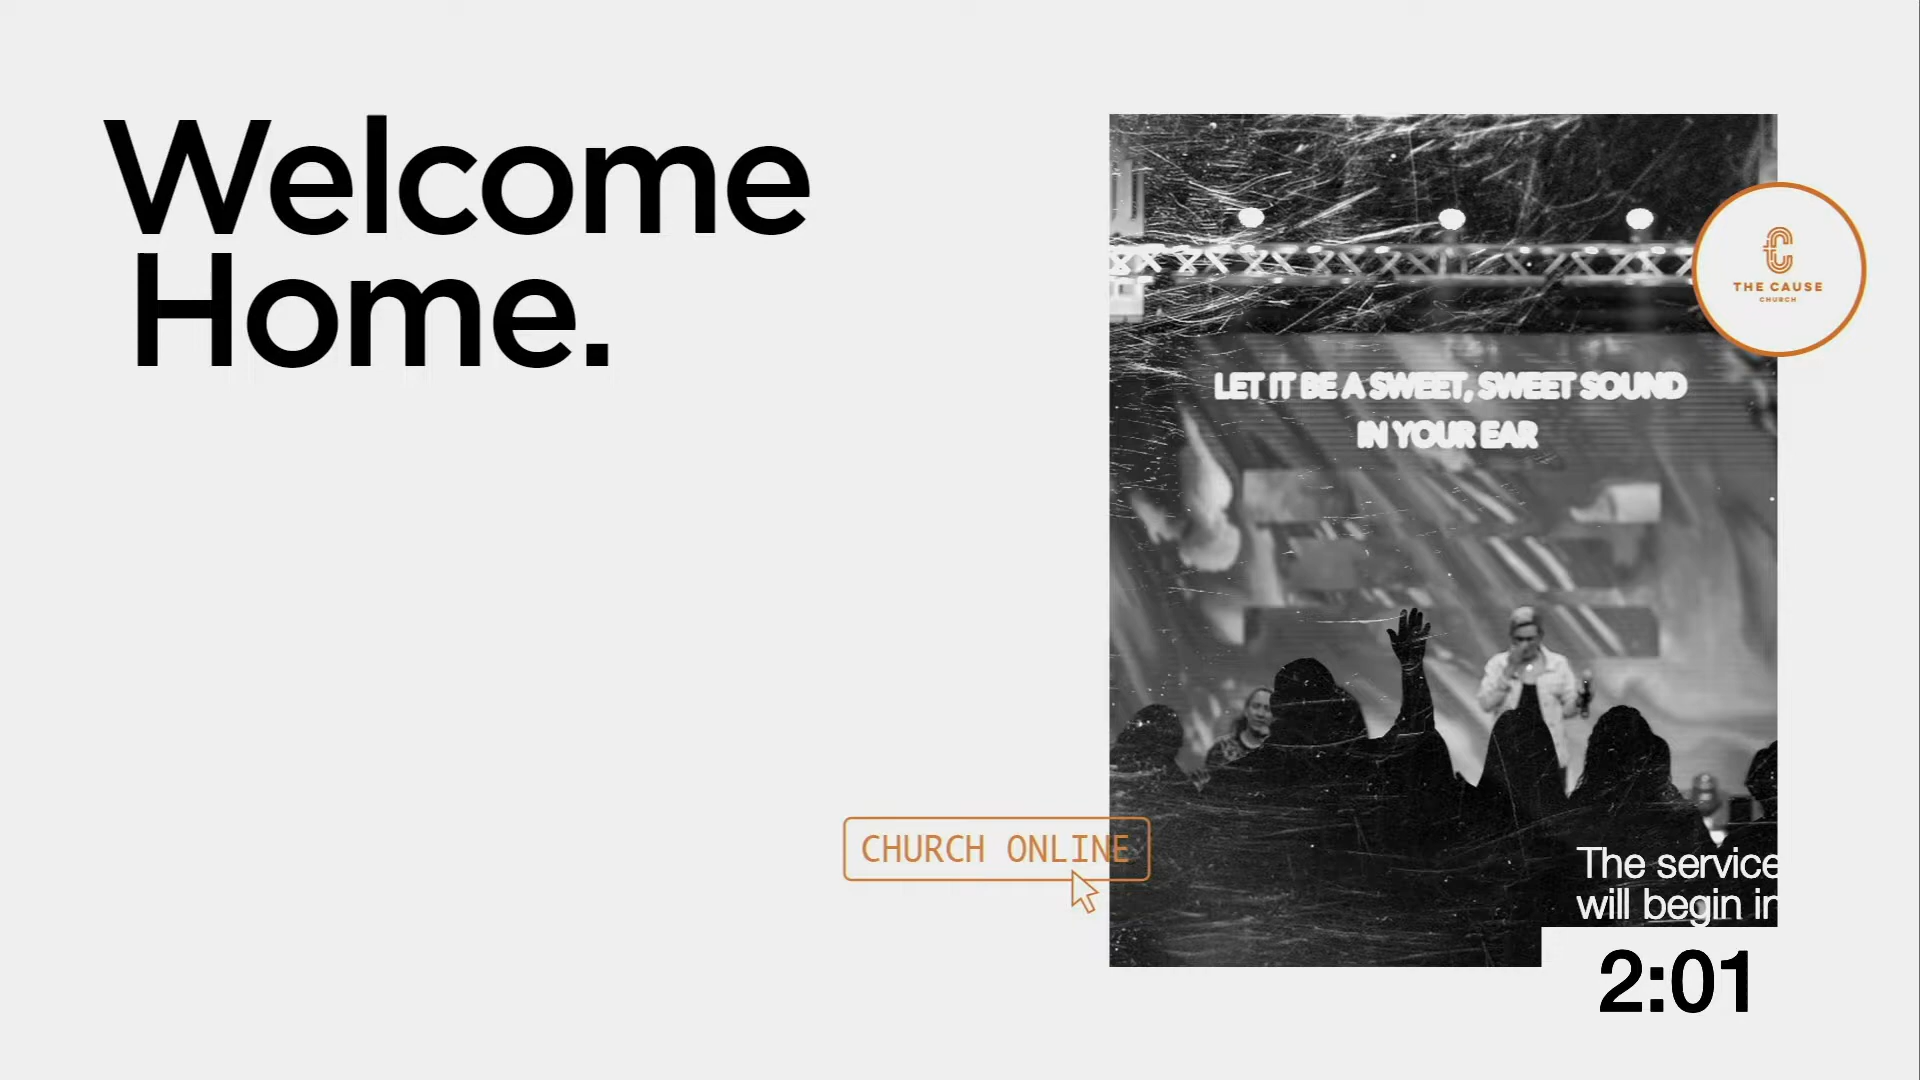 Welcome
Home.
THE CAUSE
CHURCH
LET IT BE A SWEET, SWEET SOUND
IN YOUR EAR
CHURCH ONLINE
The service
will begin in
2:01